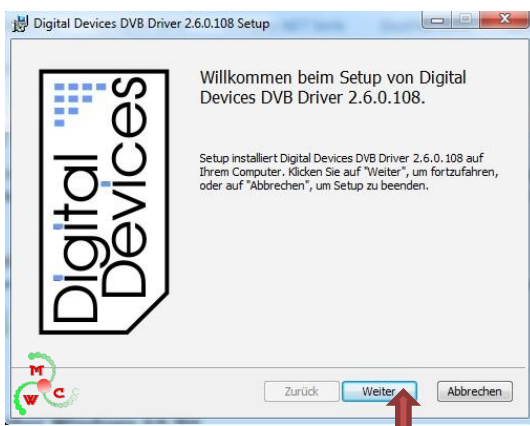 Digital Devices DVB Driver 2.6.0.108 Setup
Digital
Devices
Willkommen beim Setup von Digital
Devices DVB Driver 2.6.0.108.
Setup installiert Digital Devices DVB Driver 2.6.0.108 auf
Ihrem Computer. Klicken Sie auf "Weiter", um fortzufahren,
oder auf "Abbrechen", um Setup zu beenden.
M
W C
Zurück Weiter Abbrechen